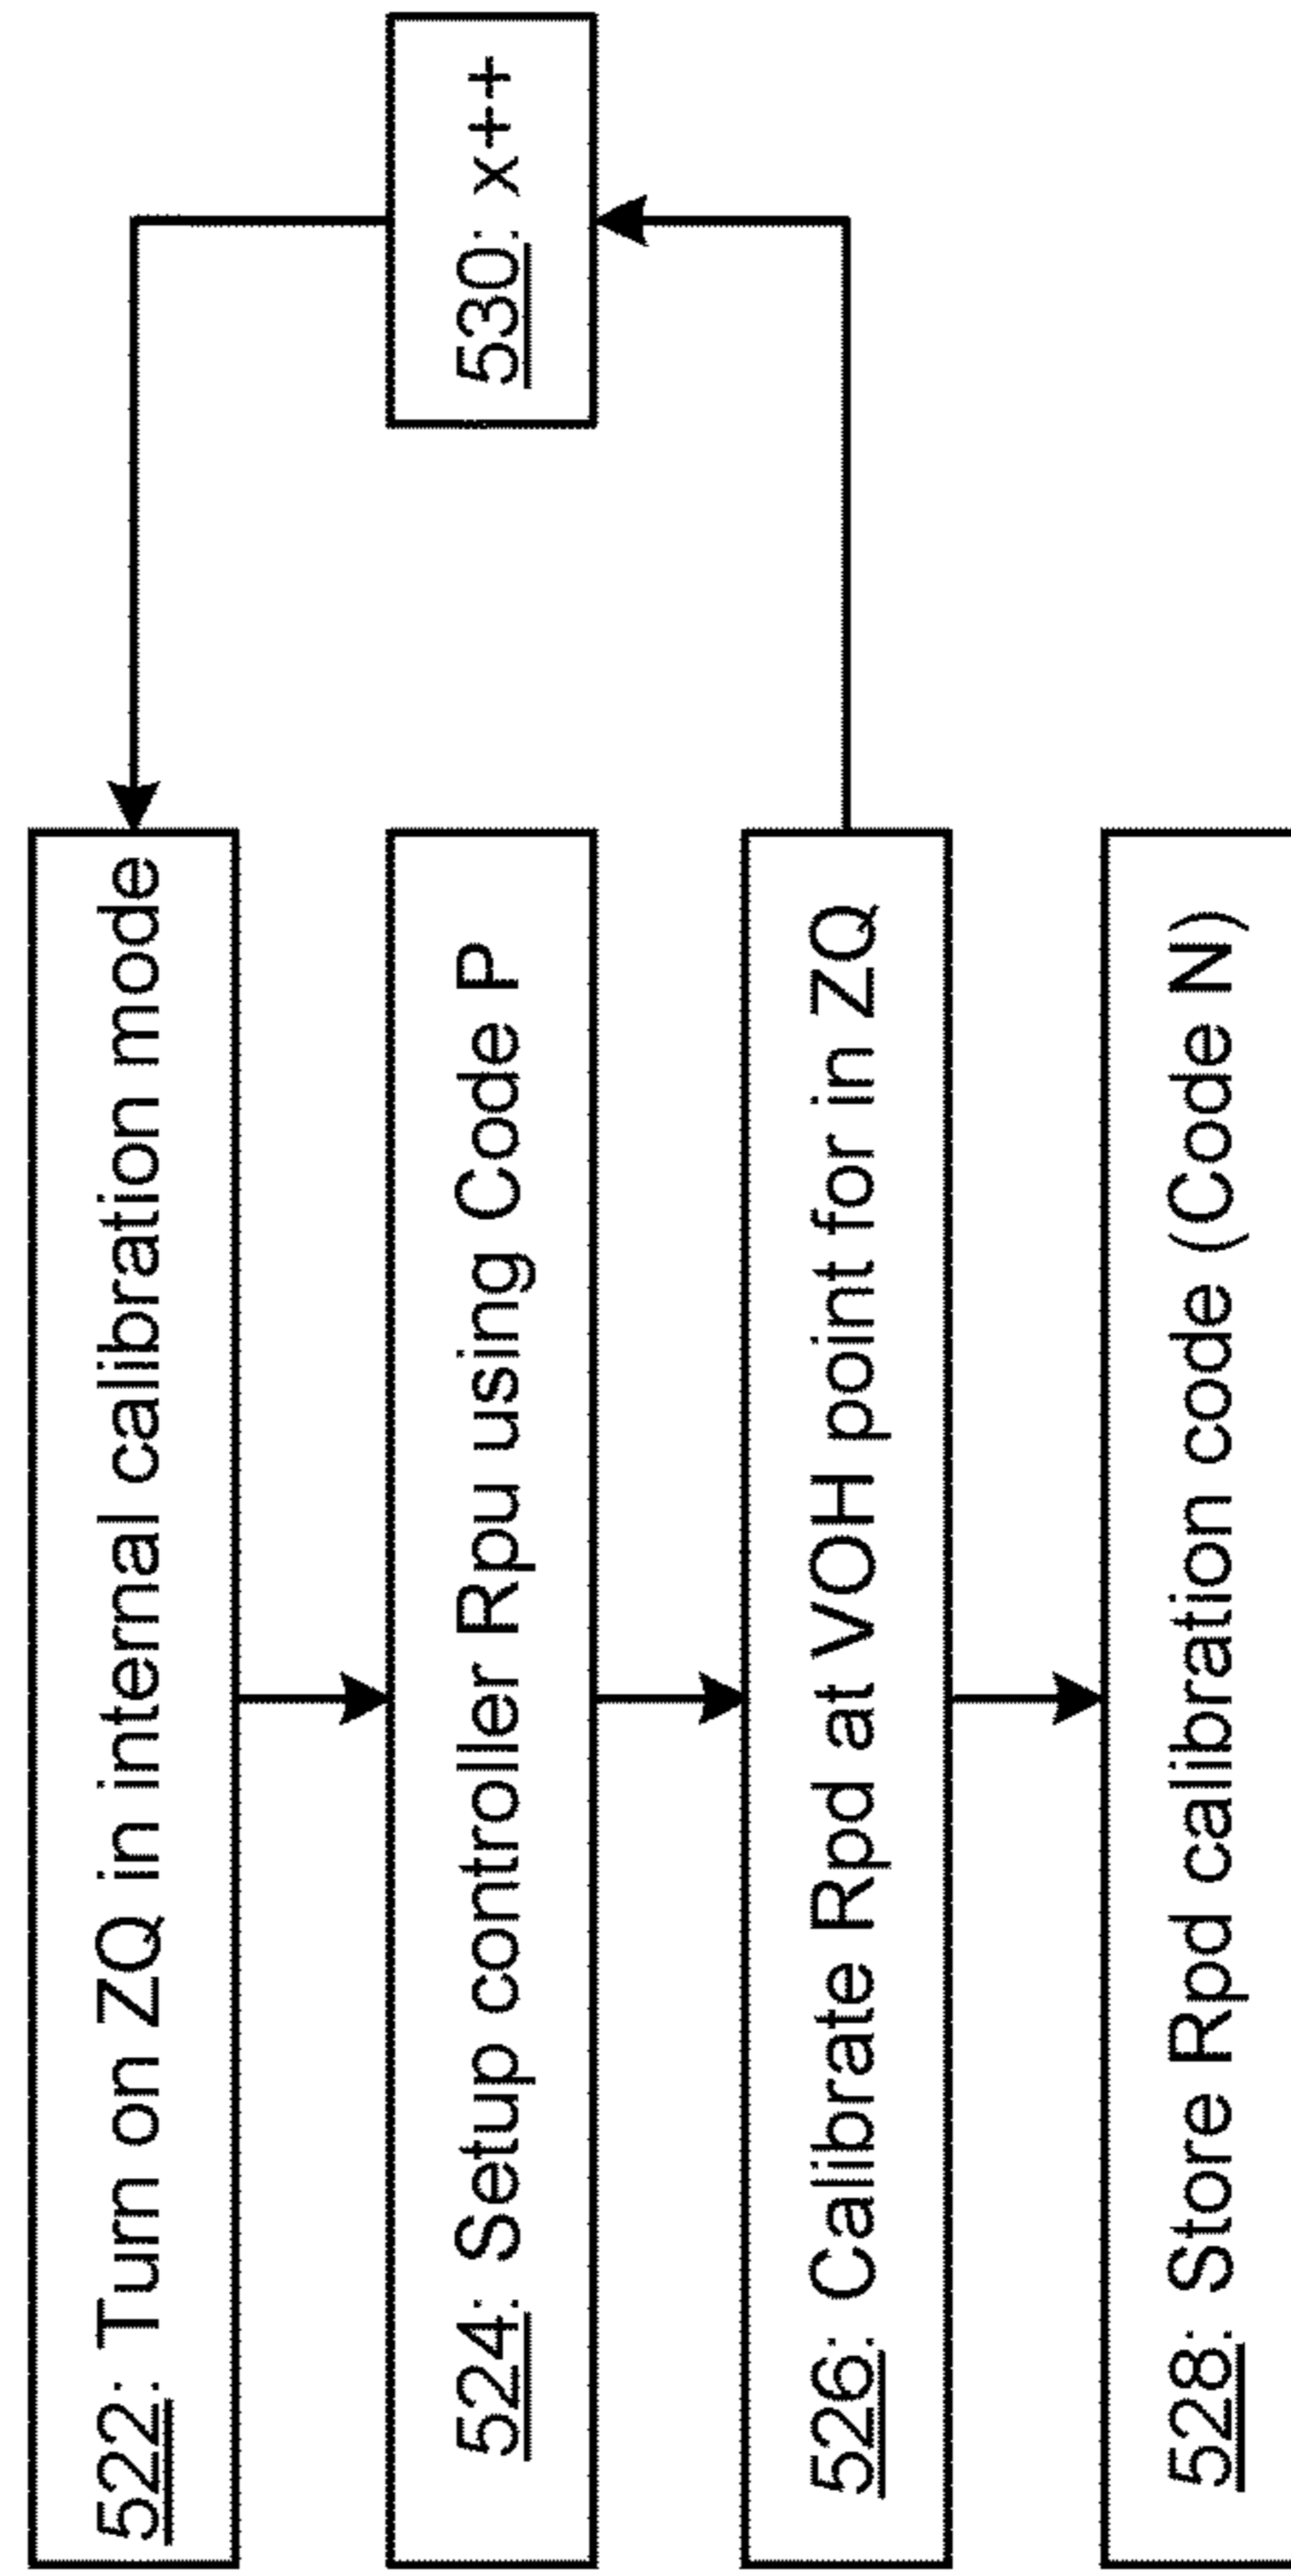 522: Turn on ZQ in internal calibration mode
524: Setup controller Rpu using Code P
526: Calibrate Rpd at VOH point for in ZQ
528: Store Rpd calibration code (Code N)
530: x++